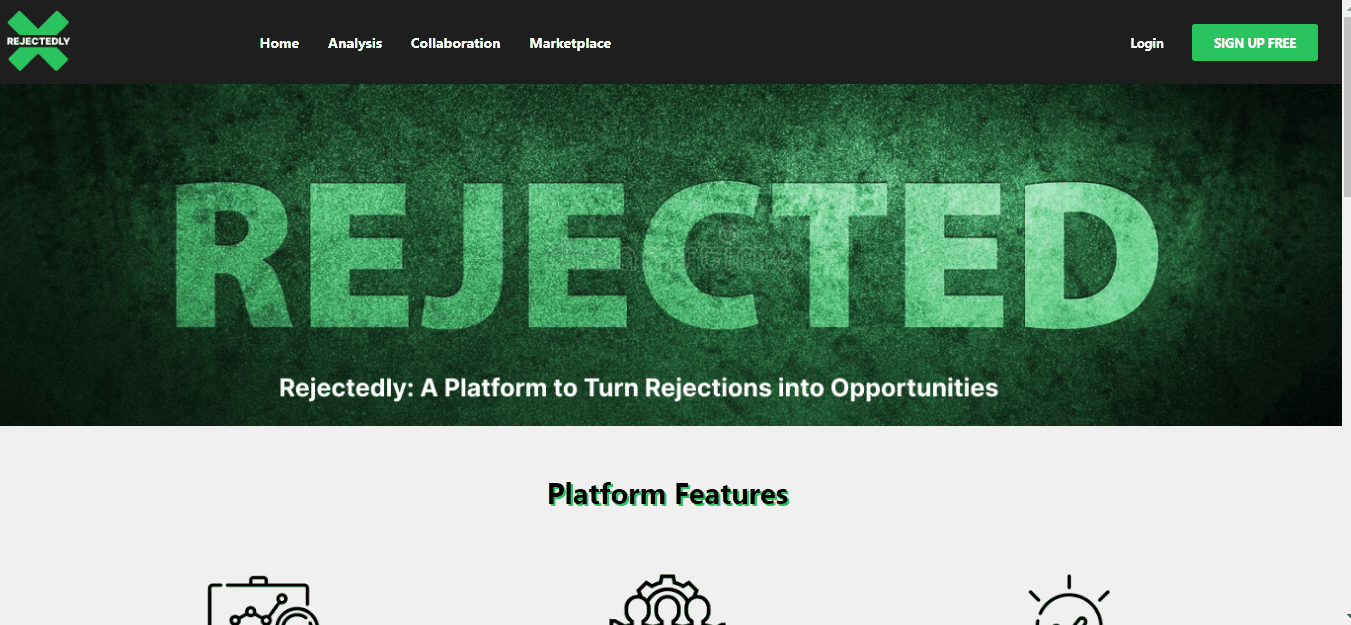 REJECTEDLY
Home Analysis Collaboration Marketplace Login SIGN UP FREE
REJECTED
Rejectedly: A Platform to Turn Rejections into Opportunities
Platform Features